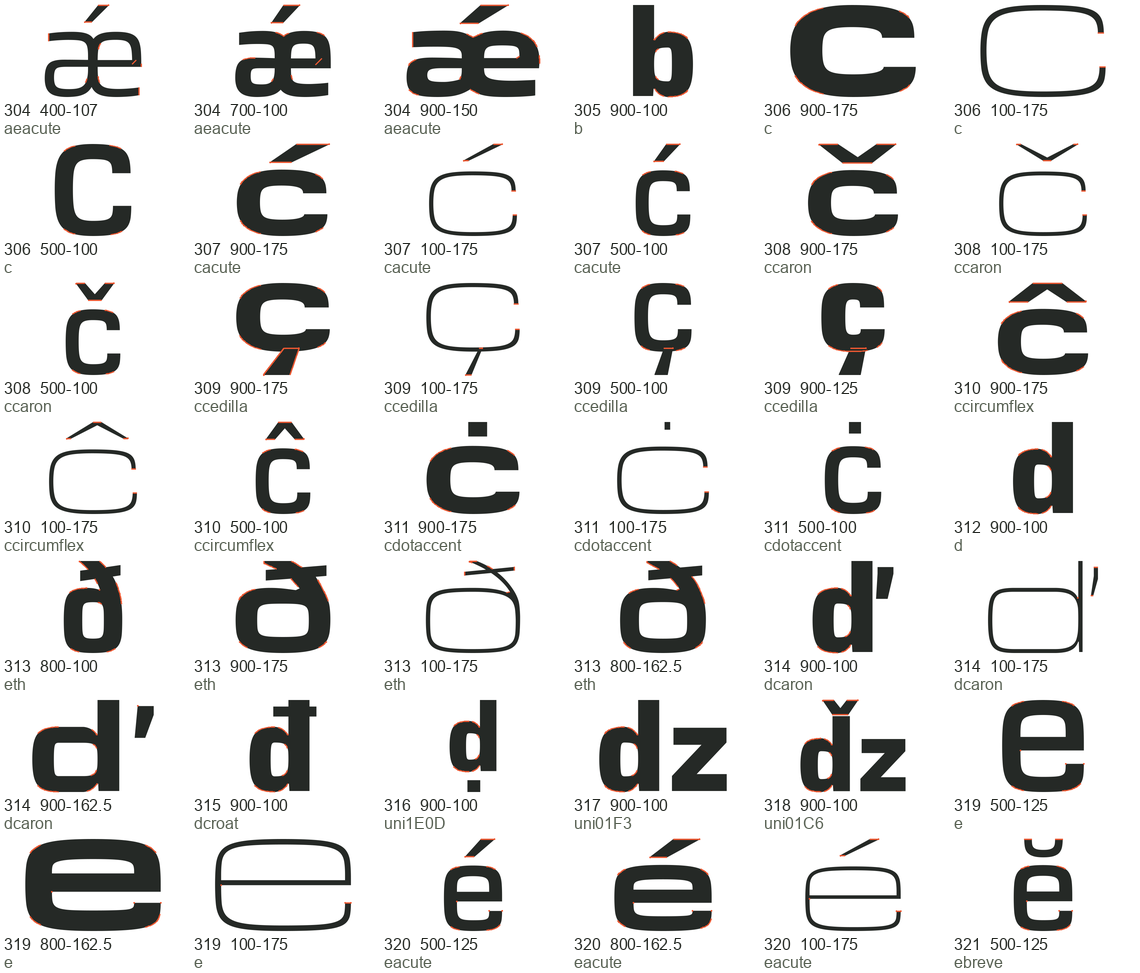 ǽ ǽ ǽ b c c
304 400-107 304 700-100 304 900-150 305 900-100 306 900-175 306 100-175
aeacute aeacute aeacute b c c
c ć ć ć č č
306 500-100 307 900-175 307 100-175 307 500-100 308 900-175 308 100-175
c cacute cacute cacute ccaron ccaron
č ç ç ç ç ĉ
308 500-100 309 900-175 309 100-175 309 500-100 309 900-125 310 900-175
ccaron ccedilla ccedilla ccedilla ccedilla ccircumflex
ĉ ĉ ċ ċ ċ d
310 100-175 310 500-100 311 900-175 311 100-175 311 500-100 312 900-100
ccircumflex ccircumflex cdotaccent cdotaccent cdotaccent d
ð ð ð ð ď ď
313 800-100 313 900-175 313 100-175 313 800-162.5 314 900-100 314 100-175
eth eth eth eth dcaron dcaron
ď đ ḍ dz dž e
314 900-162.5 315 900-100 316 900-100 317 900-100 318 900-100 319 500-125
dcaron dcroat uni1E0D uni01F3 uni01C6 e
e e é é é ĕ
319 800-162.5 319 100-175 320 500-125 320 800-162.5 320 100-175 321 500-125
e e eacute eacute eacute ebreve